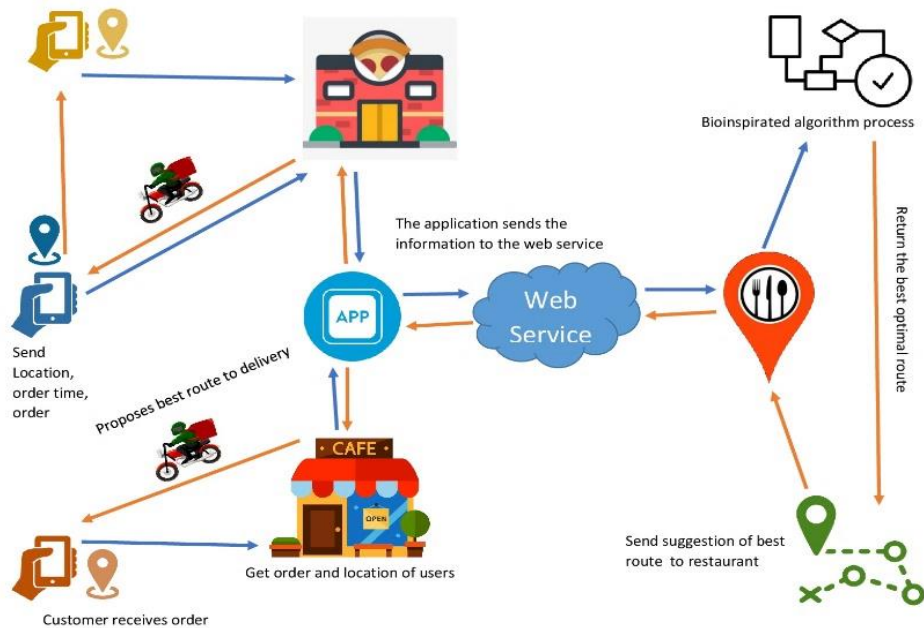 Bioinspirated algorithm process
The application sends the
information to the web service
Return the best optimal route
APP
Web
Service
Send
Location,
order time,
order
Proposes best route to delivery
CAFE
OPEN
Get order and location of users
Send suggestion of best
route to restaurant
Customer receives order